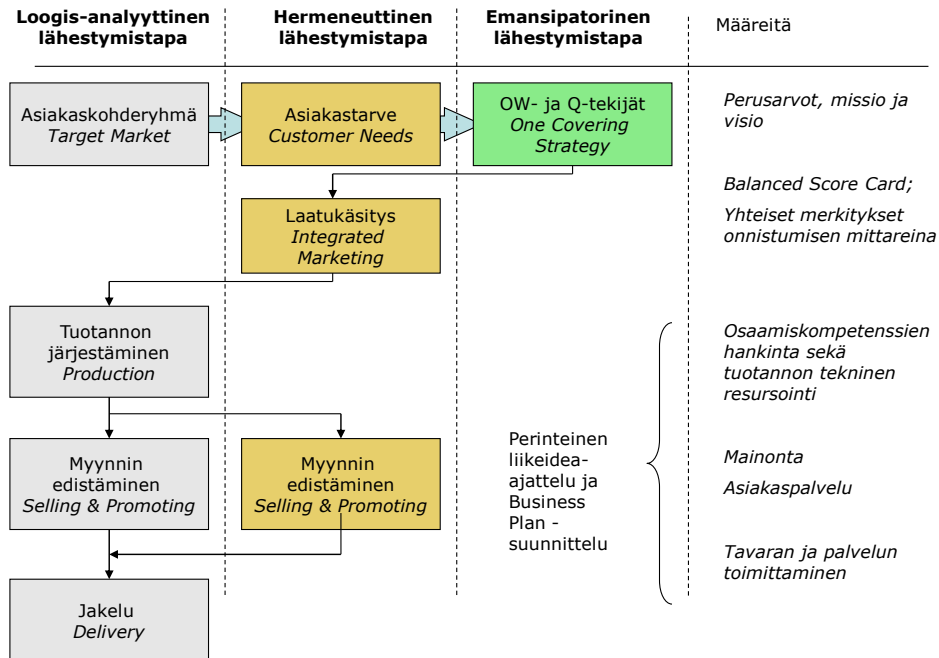 Loogis-analyyttinen
lähestymistapa
Hermeneuttinen
lähestymistapa
Emansipatorinen
lähestymistapa
Määreitä
Asiakaskohderyhmä
Target Market
Asiakastarve
Customer Needs
OW- ja Q-tekijät
One Covering
Strategy
Perusarvot, missio ja
visio
Laatukäsitys
Integrated
Marketing
Balanced Score Card;
Yhteiset merkitykset
onnistumisen mittareina
Tuotannon
järjestäminen
Production
Osaamiskompetenssien
hankinta sekä
tuotannon tekninen
resursointi
Myynnin
edistäminen
Selling & Promoting
Myynnin
edistäminen
Selling & Promoting
Perinteinen
liikeidea-
ajattelu ja
Business
Plan -
suunnittelu
Mainonta
Asiakaspalvelu
Jakelu
Delivery
Tavaran ja palvelun
toimittaminen